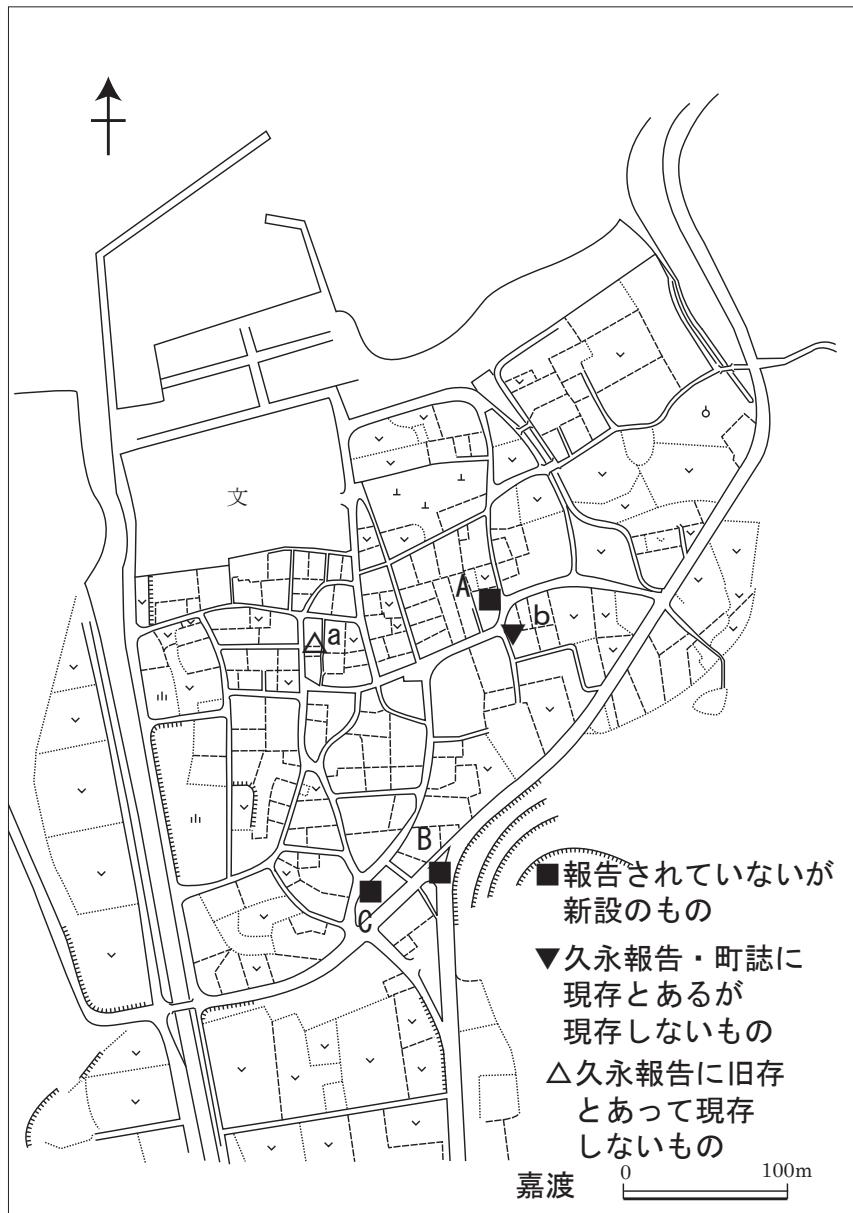 文
A
b
a
B
C
■報告されていないが
新設のもの
▼久永報告・町誌に
現存とあるが
現存しないもの
△久永報告に旧存
とあって現存
しないもの
嘉渡
0 100m